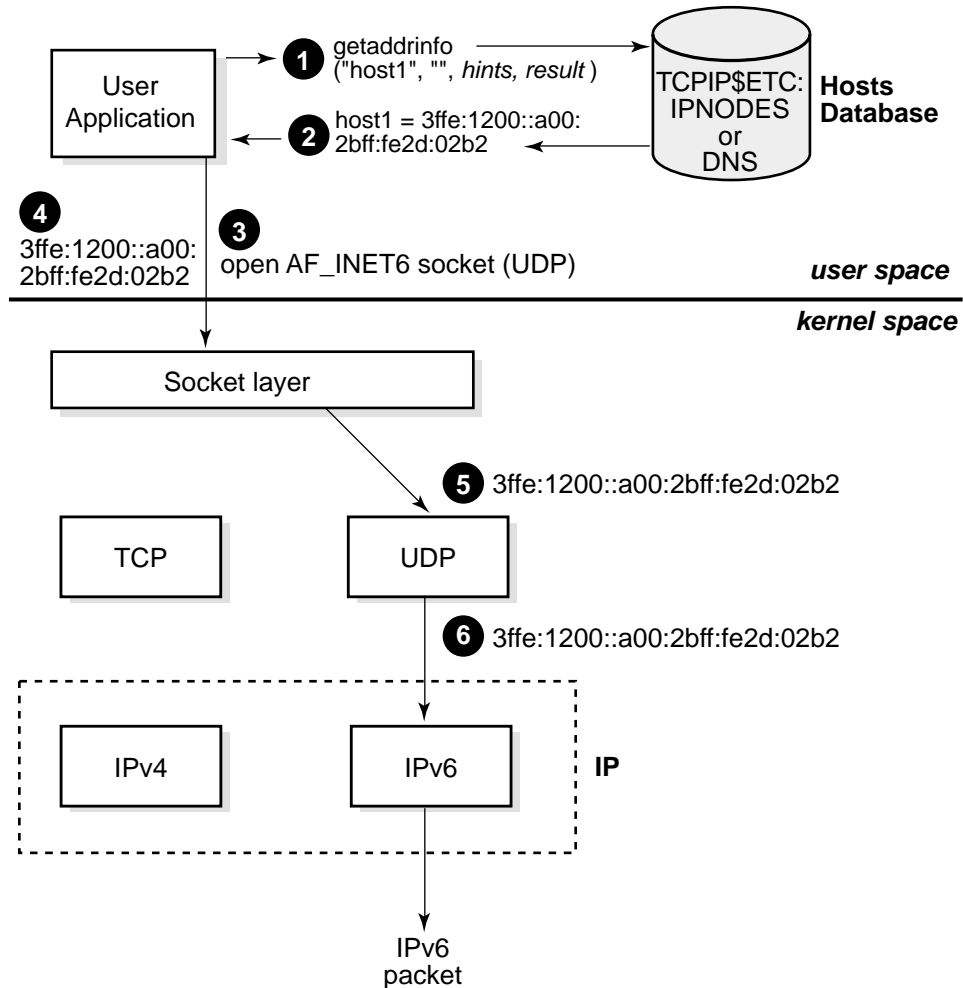 1
getaddrinfo
("host1", "", hints, result )
User
Application
2
host1 = 3ffe:1200::a00:
2bff:fe2d:02b2
TCPIP$ETC:
IPNODES
or
DNS
Hosts
Database
4
3ffe:1200::a00:
2bff:fe2d:02b2
3
open AF_INET6 socket (UDP)
user space
kernel space
Socket layer
5 3ffe:1200::a00:2bff:fe2d:02b2
TCP
UDP
6 3ffe:1200::a00:2bff:fe2d:02b2
IPv4
IPv6
IP
IPv6
packet